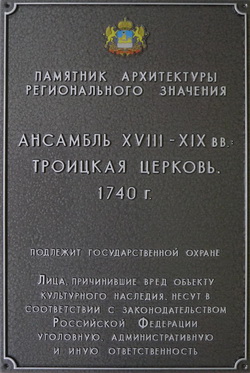 ПАМЯТНИК АРХИТЕКТУРЫ
РЕГИОНАЛЬНОГО ЗНАЧЕНИЯ
АНСАМБЛЬ XVIII - XIX ВВ.:
ТРОИЦКАЯ ЦЕРКОВЬ.
1740 г.
ПОДЛЕЖИТ ГОСУДАРСТВЕННОЙ ОХРАНЕ
ЛИЦА, ПРИЧИНИВШИЕ ВРЕД ОБЪЕКТУ
КУЛЬТУРНОГО НАСЛЕДИЯ, НЕСУТ В
СООТВЕТСТВИИ С ЗАКОНОДАТЕЛЬСТВОМ
РОССИЙСКОЙ ФЕДЕРАЦИИ
УГОЛОВНУЮ, АДМИНИСТРАТИВНУЮ
И ИНУЮ ОТВЕТСТВЕННОСТЬ